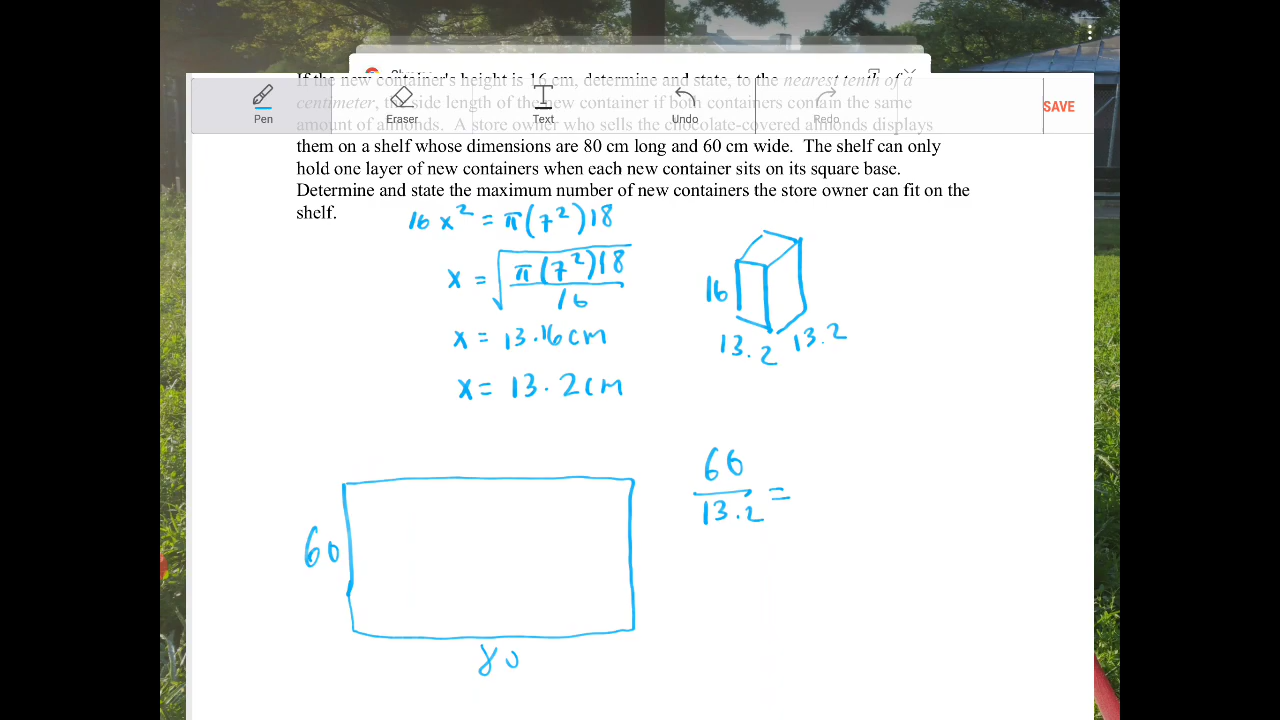 If the new container's height is 16 cm, determine and state, to the nearest tenth of a
centimeter, the side length of the new container if both containers contain the same
amount of almonds. A store owner who sells the chocolate-covered almonds displays
them on a shelf whose dimensions are 80 cm long and 60 cm wide. The shelf can only
hold one layer of new containers when each new container sits on its square base.
Determine and state the maximum number of new containers the store owner can fit on the
shelf.
Pen
Eraser
Text
Undo
Redo
SAVE
16 x² = π(7²)18
x = √(π(7²)18 / 16)
x = 13.16 cm
x = 13.2 cm
16
13.2 13.2
60
80
60 / 13.2 =